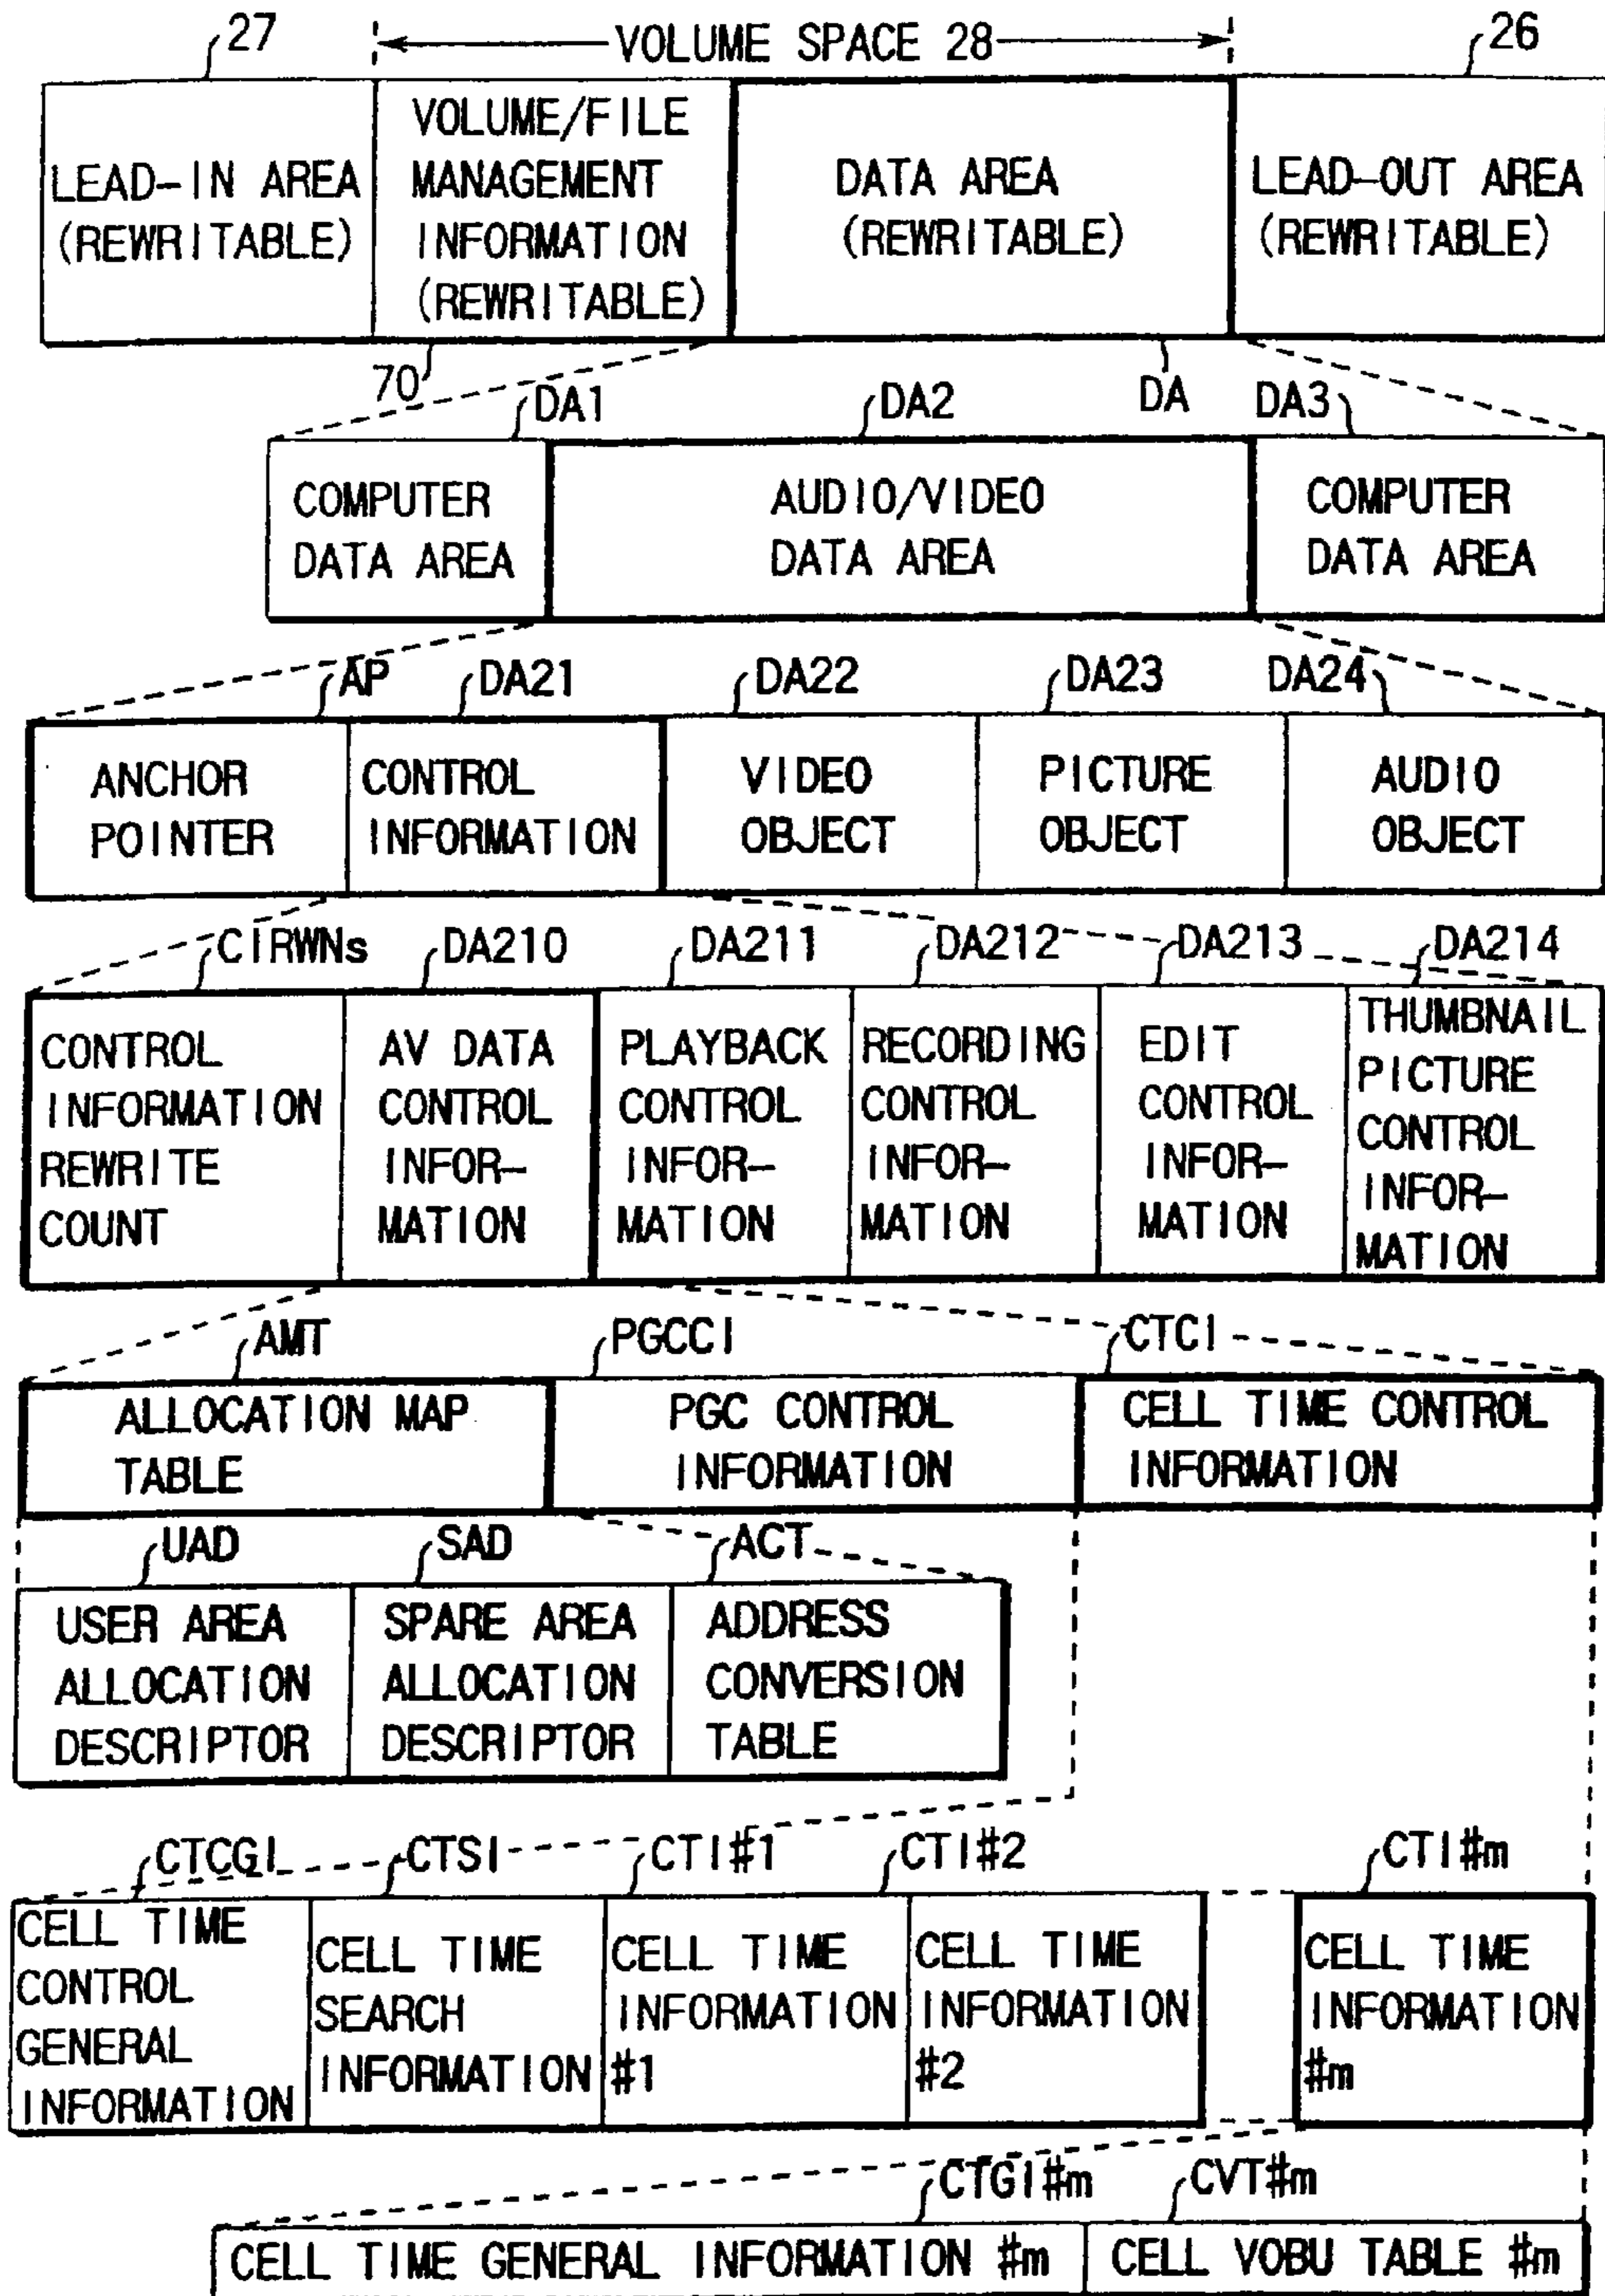 27
VOLUME SPACE 28
26
LEAD-IN AREA
(REWRITABLE)
VOLUME/FILE
MANAGEMENT
INFORMATION
(REWRITABLE)
DATA AREA
(REWRITABLE)
LEAD-OUT AREA
(REWRITABLE)
70
DA
DA1
DA2
DA3
COMPUTER
DATA AREA
AUDIO/VIDEO
DATA AREA
COMPUTER
DATA AREA
AP
DA21
DA22
DA23
DA24
ANCHOR
POINTER
CONTROL
INFORMATION
VIDEO
OBJECT
PICTURE
OBJECT
AUDIO
OBJECT
CIRWNs
DA210
DA211
DA212
DA213
DA214
CONTROL
INFORMATION
REWRITE
COUNT
AV DATA
CONTROL
INFOR-
MATION
PLAYBACK
CONTROL
INFOR-
MATION
RECORDING
CONTROL
INFOR-
MATION
EDIT
CONTROL
INFOR-
MATION
THUMBNAIL
PICTURE
CONTROL
INFOR-
MATION
AMT
PGCCI
CTCI
ALLOCATION MAP
TABLE
PGC CONTROL
INFORMATION
CELL TIME CONTROL
INFORMATION
UAD
SAD
ACT
USER AREA
ALLOCATION
DESCRIPTOR
SPARE AREA
ALLOCATION
DESCRIPTOR
ADDRESS
CONVERSION
TABLE
CTCGI
CTSI
CTI#1
CTI#2
CTI#m
CELL TIME
CONTROL
GENERAL
INFORMATION
CELL TIME
SEARCH
INFORMATION
CELL TIME
INFORMATION
#1
CELL TIME
INFORMATION
#2
CELL TIME
INFORMATION
#m
CTGI#m
CVT#m
CELL TIME GENERAL INFORMATION #m
CELL VOBU TABLE #m